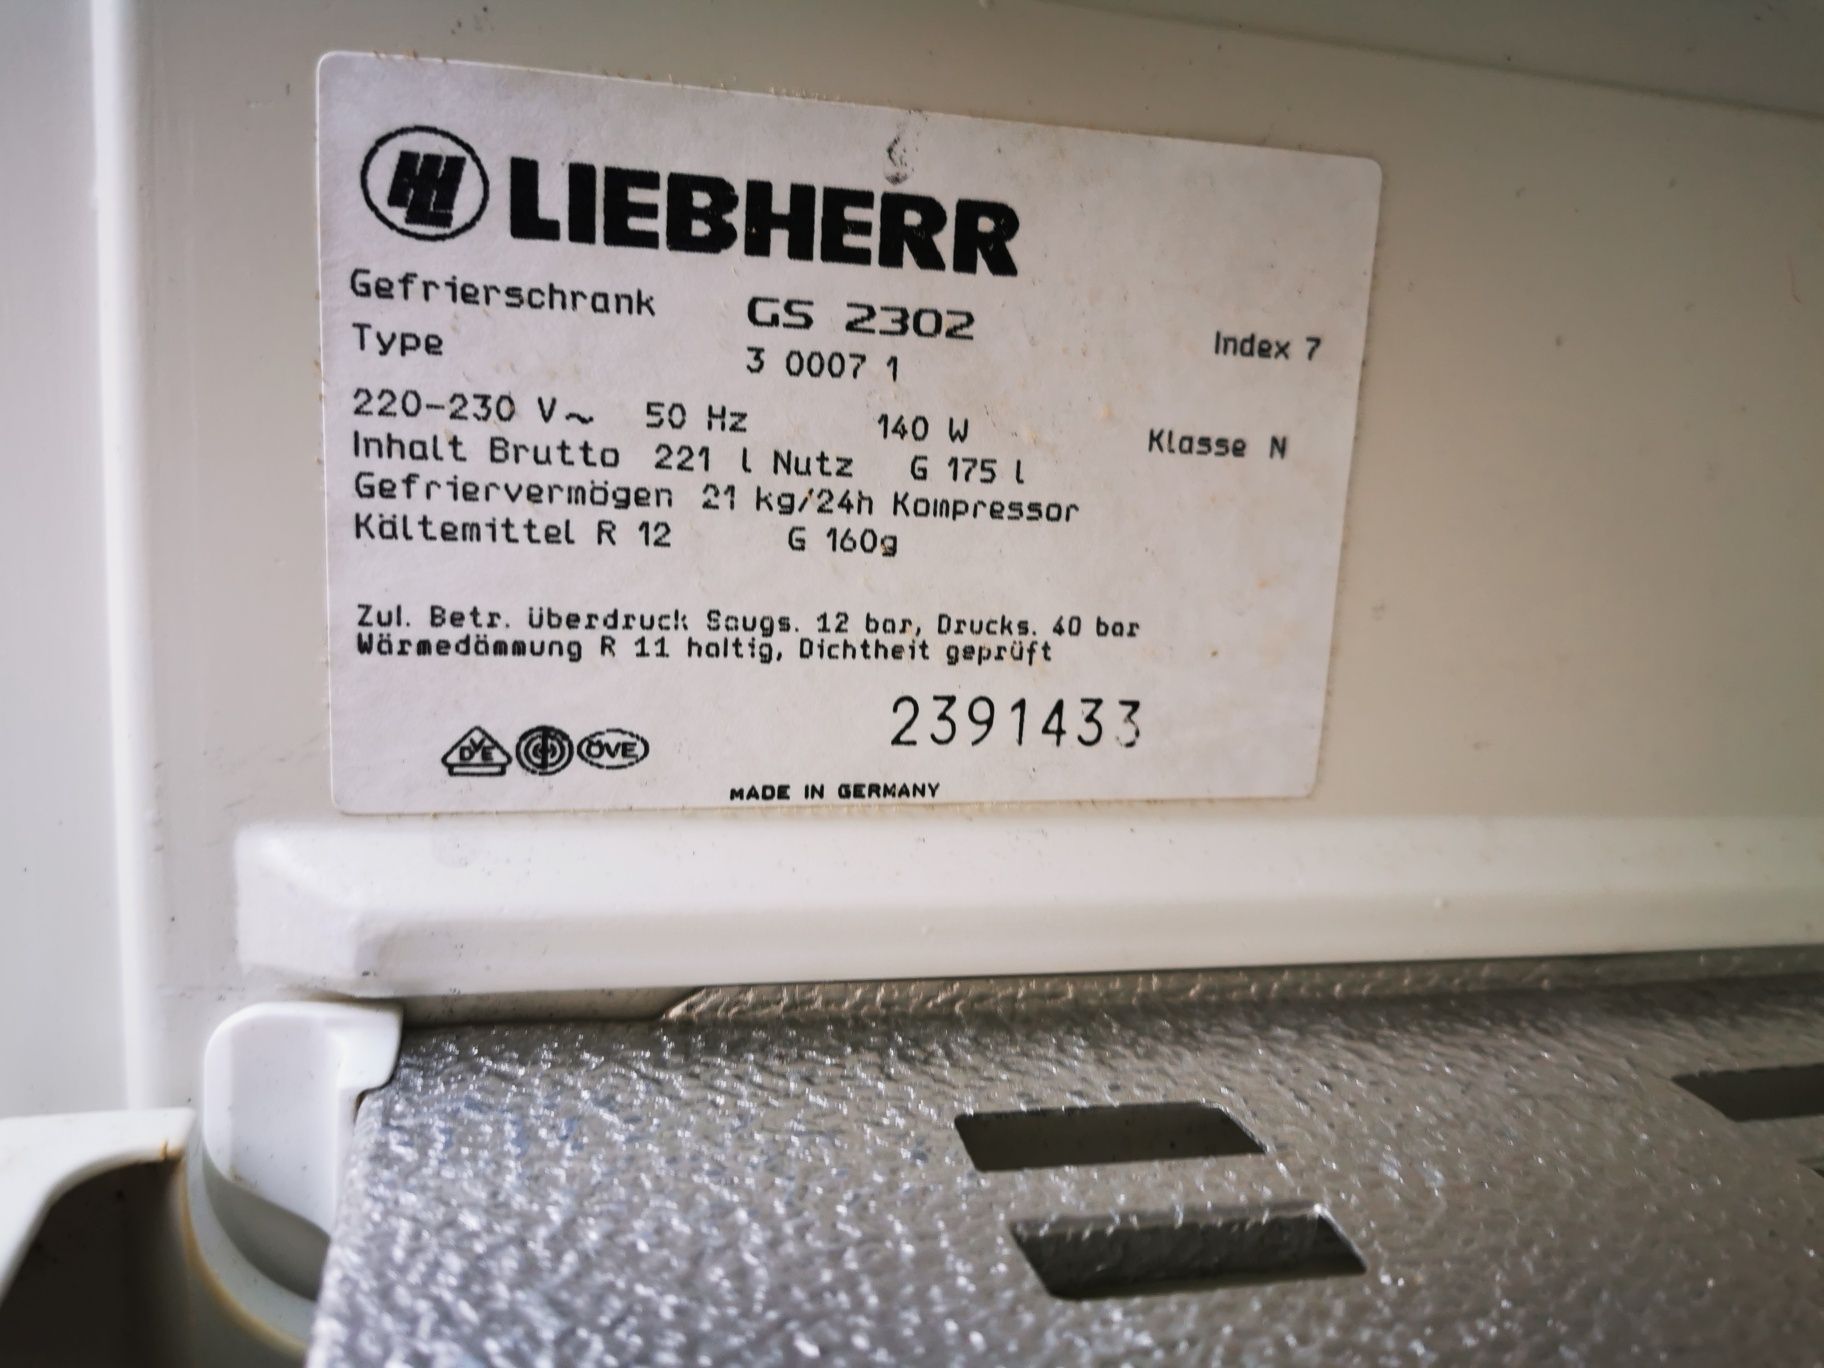 LIEBHERR
Gefrierschrank GS 2302 Index 7
Type 3 0007 1
220-230 V~ 50 Hz 140 W Klasse N
Inhalt Brutto 221 l Nutz G 175 l
Gefriervermögen 21 kg/24h Kompressor
Kältemittel R 12 G 160g
Zul. Betr. Überdruck Saugs. 12 bar, Drucks. 40 bar
Wärmedämmung R 11 haltig, Dichtheit geprüft
2391433
DVE ÖVE
MADE IN GERMANY